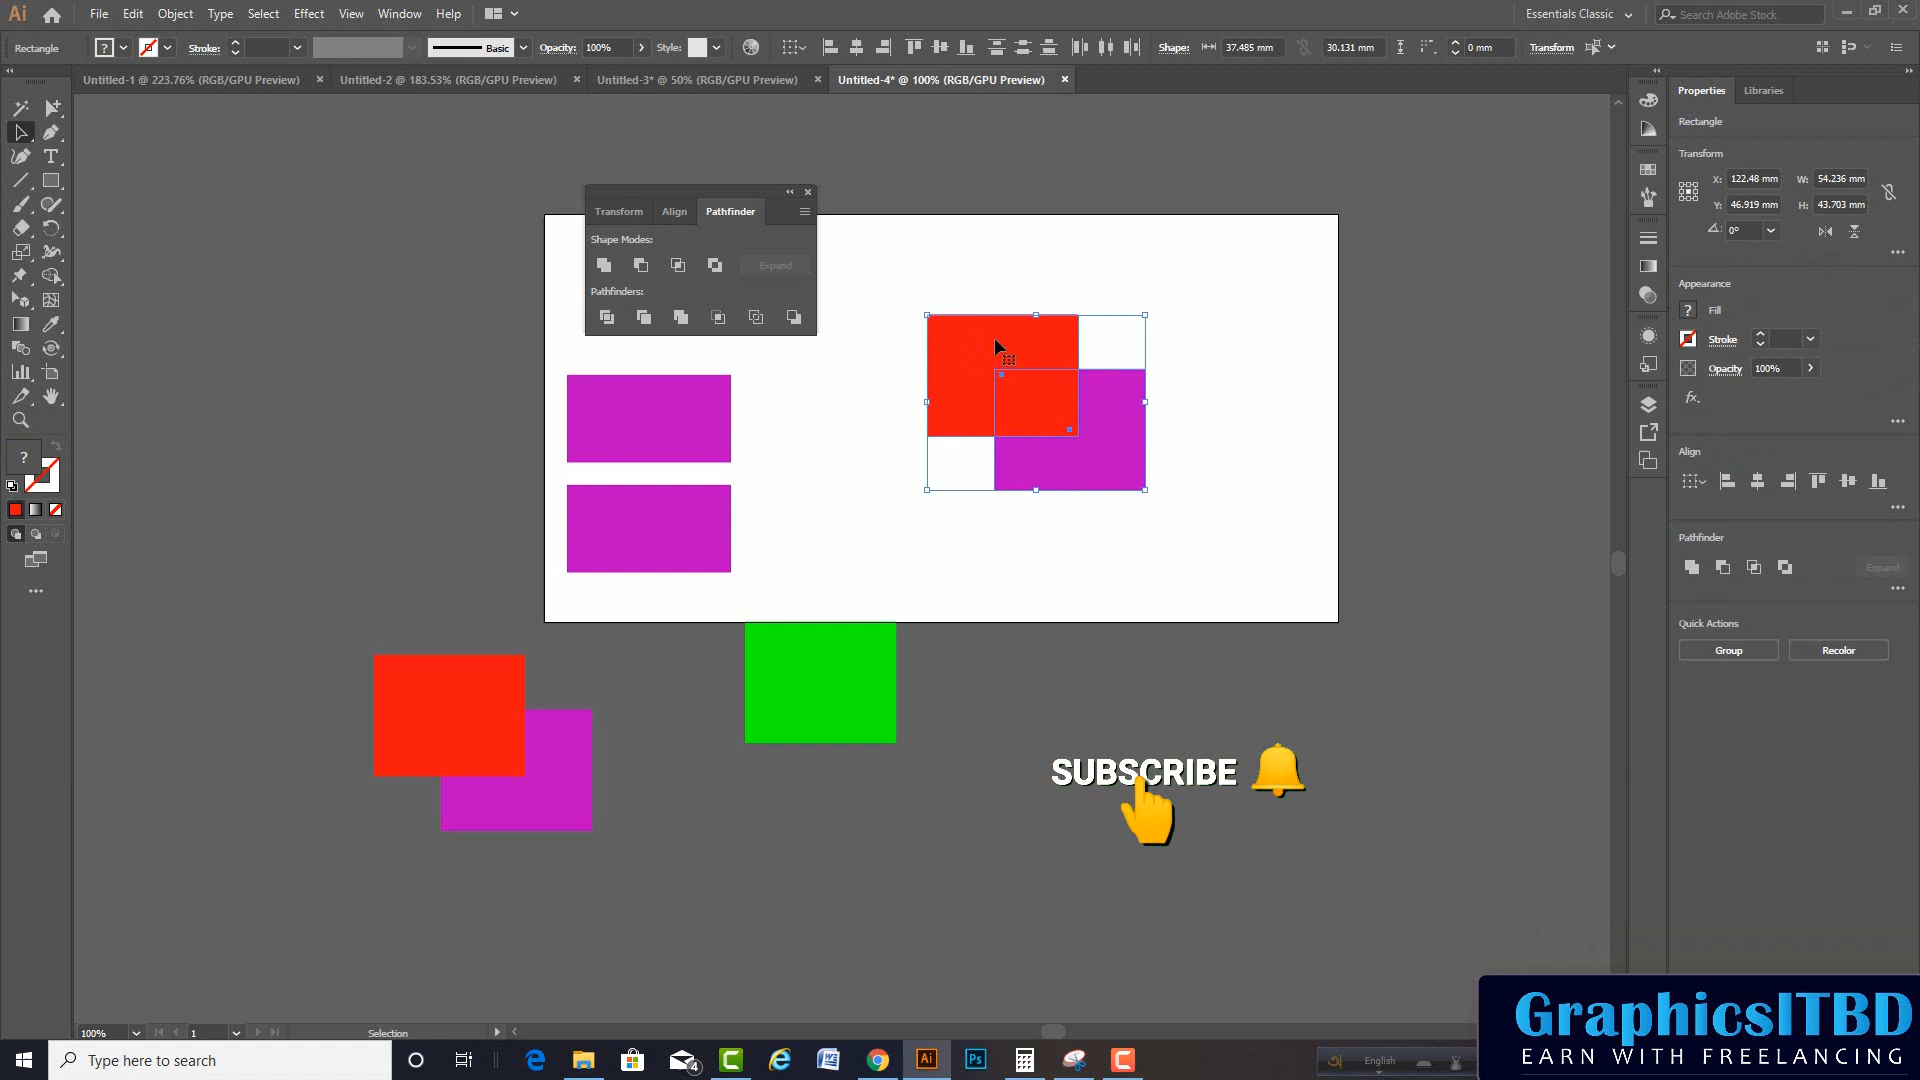 Ai File Edit Object Type Select Effect View Window Help Essentials Classic Search Adobe Stock
Rectangle ? Stroke: Basic Opacity: 100% Style: Shape: 37.485 mm 30.131 mm 0 mm Transform
Untitled-1 @ 223.76% (RGB/GPU Preview) × Untitled-2 @ 183.53% (RGB/GPU Preview) × Untitled-3* @ 50% (RGB/GPU Preview) × Untitled-4* @ 100% (RGB/GPU Preview) ×
Properties Libraries
Rectangle
Transform
X: 122.48 mm W: 54.236 mm
Y: 46.919 mm H: 43.703 mm
0°
Appearance
? Fill
Stroke
Opacity 100%
fx.
Align
Pathfinder
Expand
Quick Actions
Group Recolor
Transform Align Pathfinder
Shape Modes:
Expand
Pathfinders:
T
?
SUBSCRIBE
100% 1 Selection
GraphicsITBD
EARN WITH FREELANCING
Type here to search
4
Ai
Ps
English